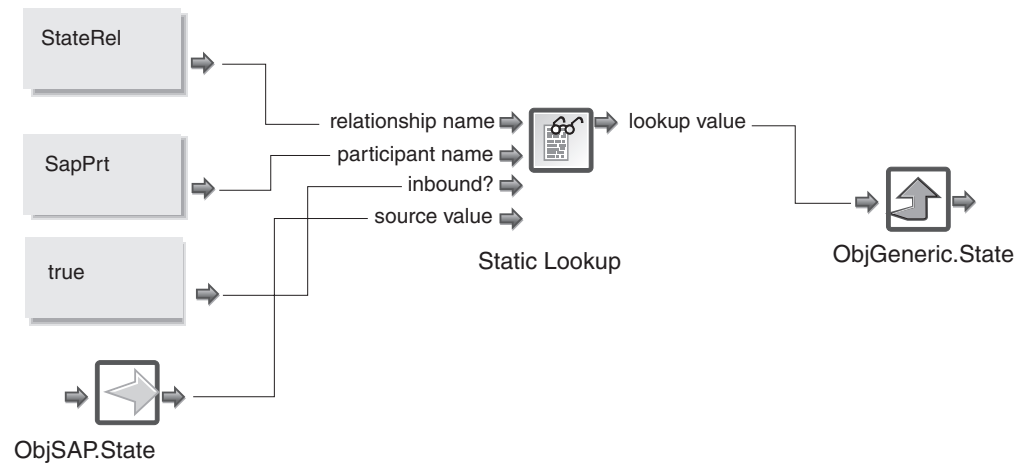 StateRel
relationship name
lookup value
participant name
SapPrt
inbound?
source value
ObjGeneric.State
Static Lookup
true
ObjSAP.State